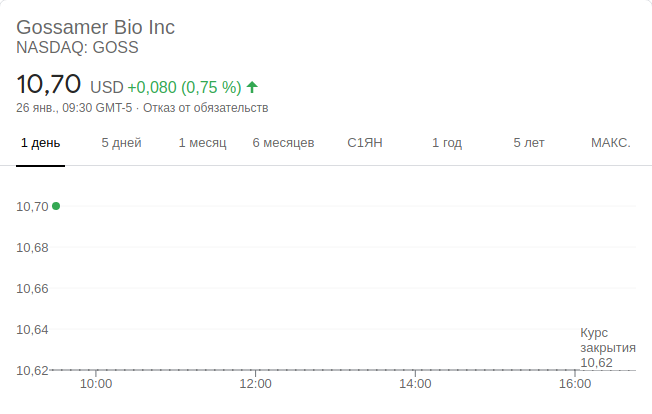 Gossamer Bio Inc
NASDAQ: GOSS
10,70 USD +0,080 (0,75 %)
26 янв., 09:30 GMT-5 · Отказ от обязательств
1 день 5 дней 1 месяц 6 месяцев С1ЯН 1 год 5 лет МАКС.
10,70
10,68
10,66
10,64
Курс
закрытия
10,62
10,62
10:00 12:00 14:00 16:00